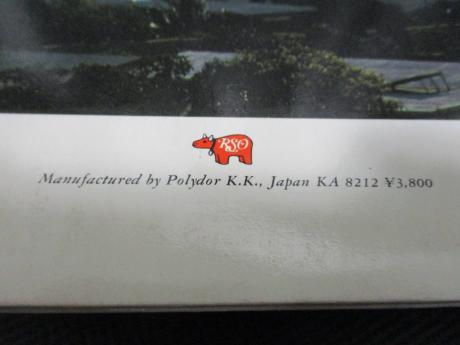 RSO
Manufactured by Polydor K.K., Japan KA 8212 ¥3,800